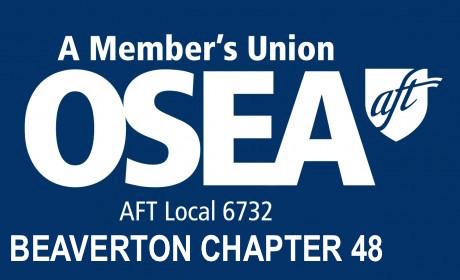 A Member's Union
OSEA
aft
AFT Local 6732
BEAVERTON CHAPTER 48